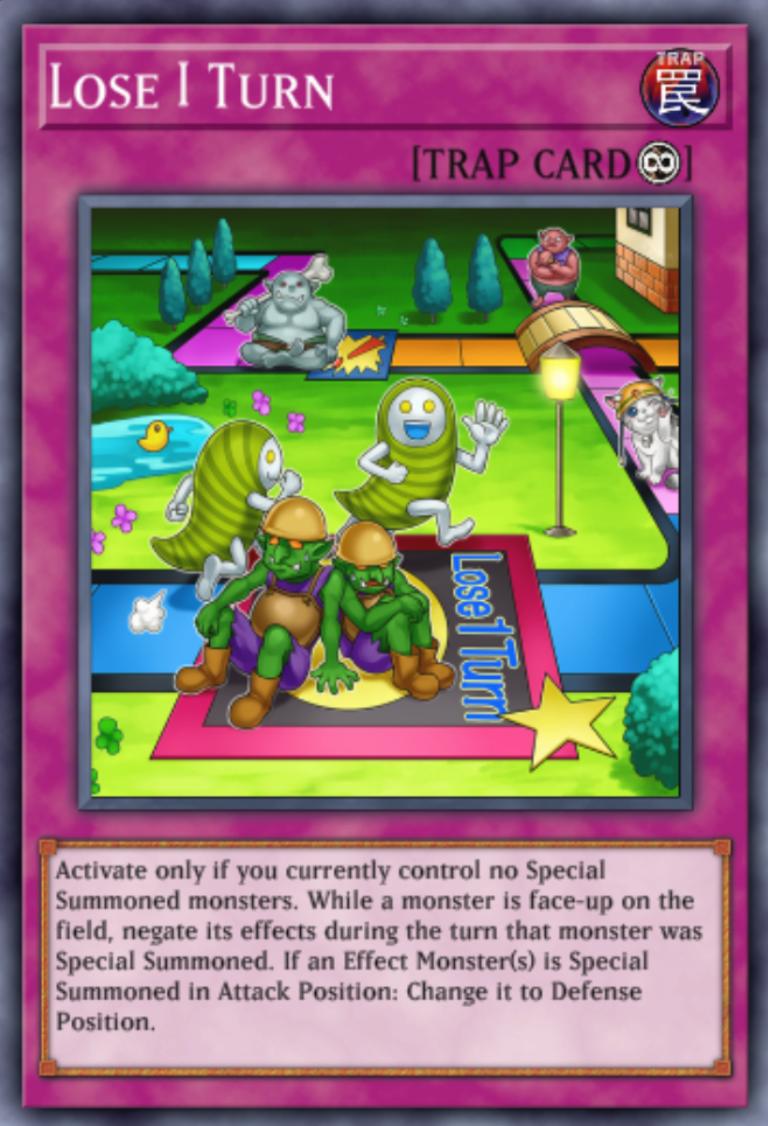 Lose 1 Turn
TRAP
罠
[TRAP CARD]
Lose 1 Turn
Activate only if you currently control no Special
Summoned monsters. While a monster is face-up on the
field, negate its effects during the turn that monster was
Special Summoned. If an Effect Monster(s) is Special
Summoned in Attack Position: Change it to Defense
Position.